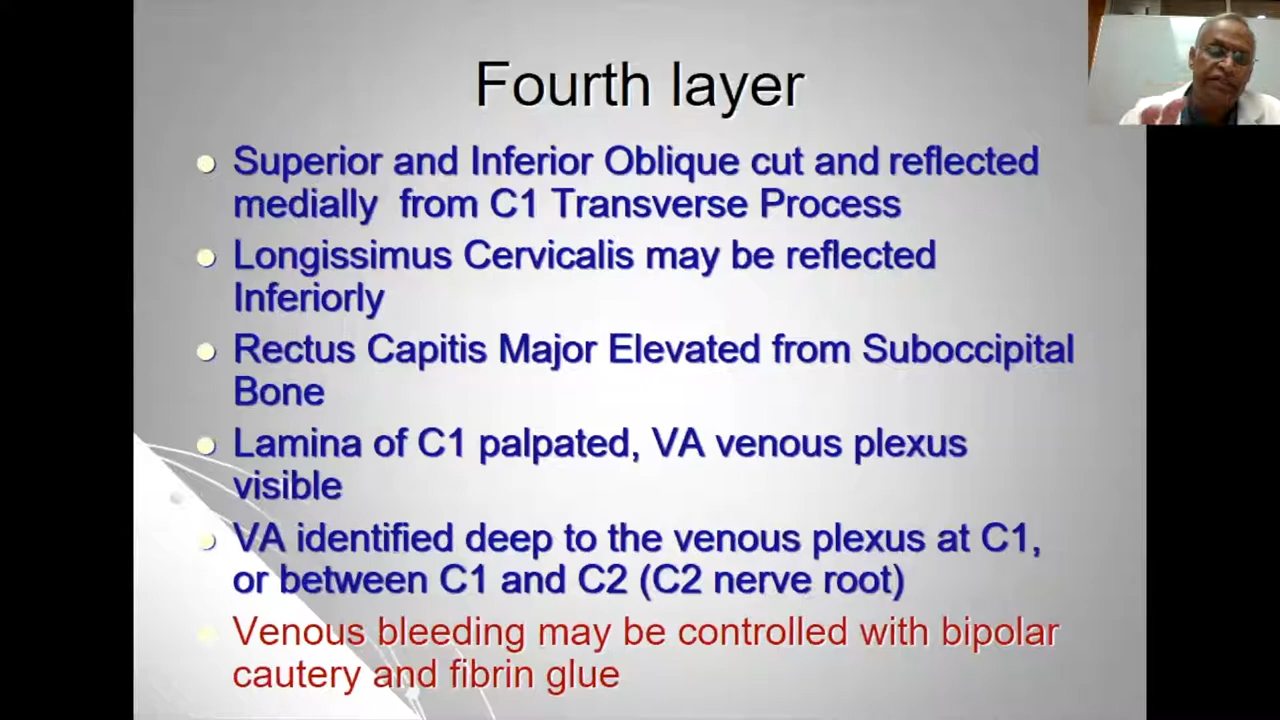 Fourth layer
Superior and Inferior Oblique cut and reflected
medially from C1 Transverse Process
Longissimus Cervicalis may be reflected
Inferiorly
Rectus Capitis Major Elevated from Suboccipital
Bone
Lamina of C1 palpated, VA venous plexus
visible
VA identified deep to the venous plexus at C1,
or between C1 and C2 (C2 nerve root)
Venous bleeding may be controlled with bipolar
cautery and fibrin glue